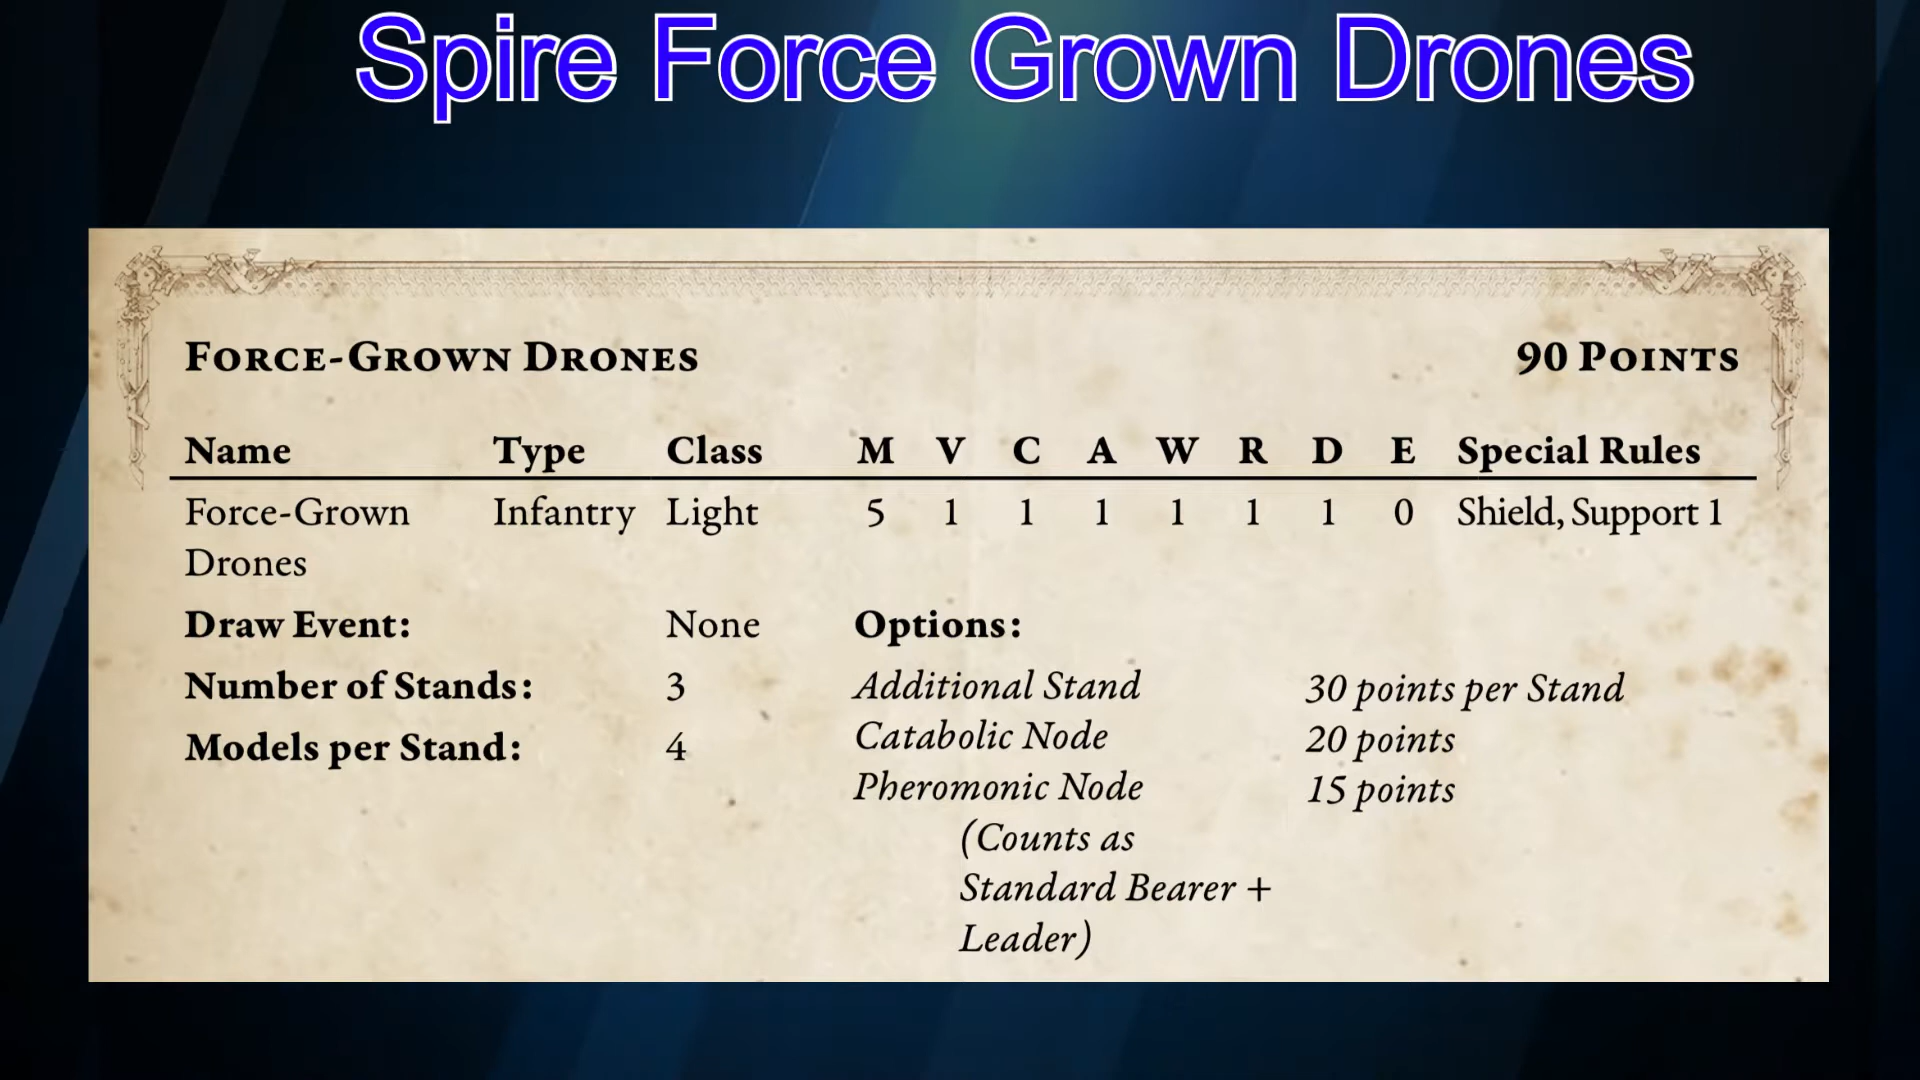 Spire Force Grown Drones
FORCE-GROWN DRONES 90 POINTS
Name Type Class M V C A W R D E Special Rules
Force-Grown Infantry Light 5 1 1 1 1 1 1 0 Shield, Support 1
Drones
Draw Event: None Options:
Number of Stands: 3 Additional Stand 30 points per Stand
Catabolic Node 20 points
Models per Stand: 4
Pheromonic Node 15 points
(Counts as
Standard Bearer +
Leader)